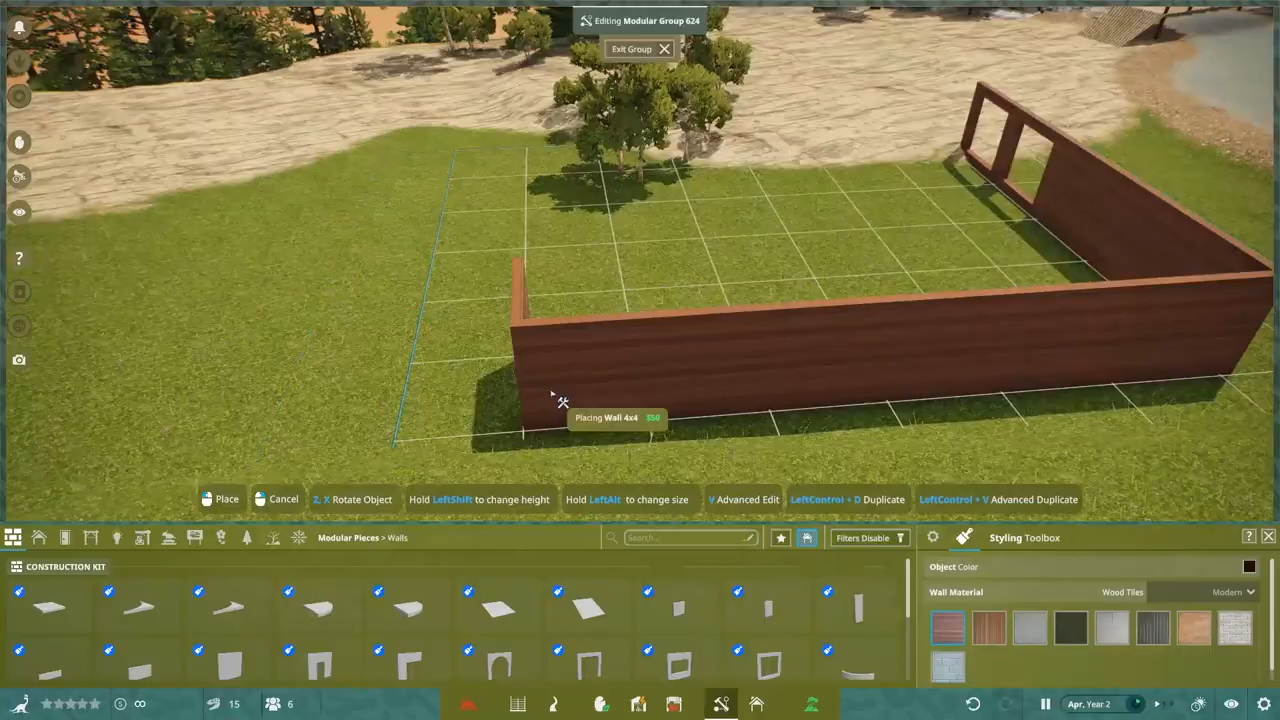 Editing Modular Group 624
Exit Group
Placing Wall 4x4 $50
Place
Cancel
Z, X Rotate Object
Hold LeftShift to change height
Hold LeftAlt to change size
V Advanced Edit
LeftControl + D Duplicate
LeftControl + V Advanced Duplicate
Modular Pieces > Walls
Search...
Filters Disable
Styling Toolbox
?
CONSTRUCTION KIT
Object Color
Wall Material
Wood Tiles
Modern
∞
15
6
Apr, Year 2